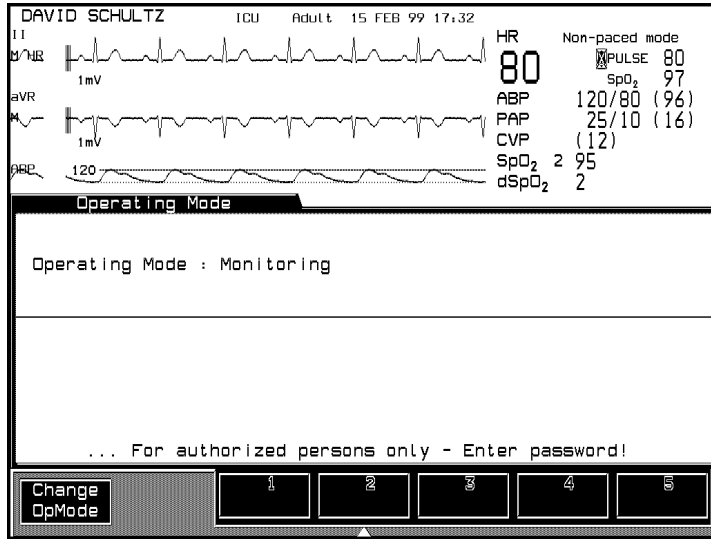 DAVID SCHULTZ ICU Adult 15 FEB 99 17:32
II
M HR
1mV
aVR
M
1mV
ABP
120
HR
80
Non-paced mode
PULSE 80
SpO₂ 97
ABP 120/80 (96)
PAP 25/10 (16)
CVP (12)
SpO₂ 2 95
dSpO₂ 2
Operating Mode
Operating Mode : Monitoring
... For authorized persons only - Enter password!
Change
OpMode
1 2 3 4 5